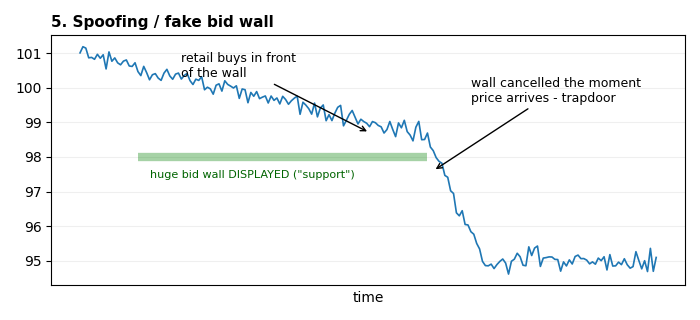 5. Spoofing / fake bid wall
101
100
99
98
97
96
95
retail buys in front
of the wall
wall cancelled the moment
price arrives - trapdoor
huge bid wall DISPLAYED ("support")
time